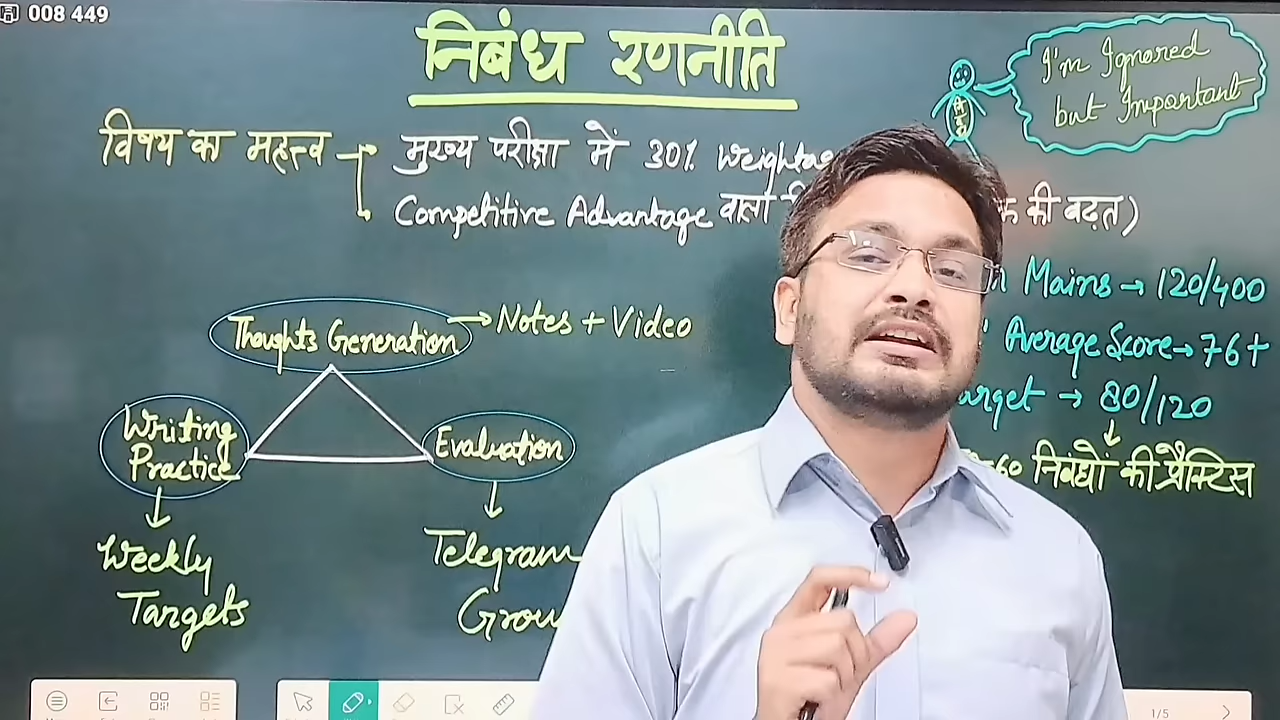 008 449
निबंध रणनीति
I'm Ignored
but Important
विषय का महत्त्व
मुख्य परीक्षा में 30% Weightag
Competitive Advantage वाला
की बढ़त)
Mains → 120/400
Average Score → 76+
arget → 80/120
60 निबंधों की प्रैक्टिस
Thoughts Generation → Notes + Video
Writing
Practice
Evaluation
Weekly
Targets
Telegram
Grou
1/5